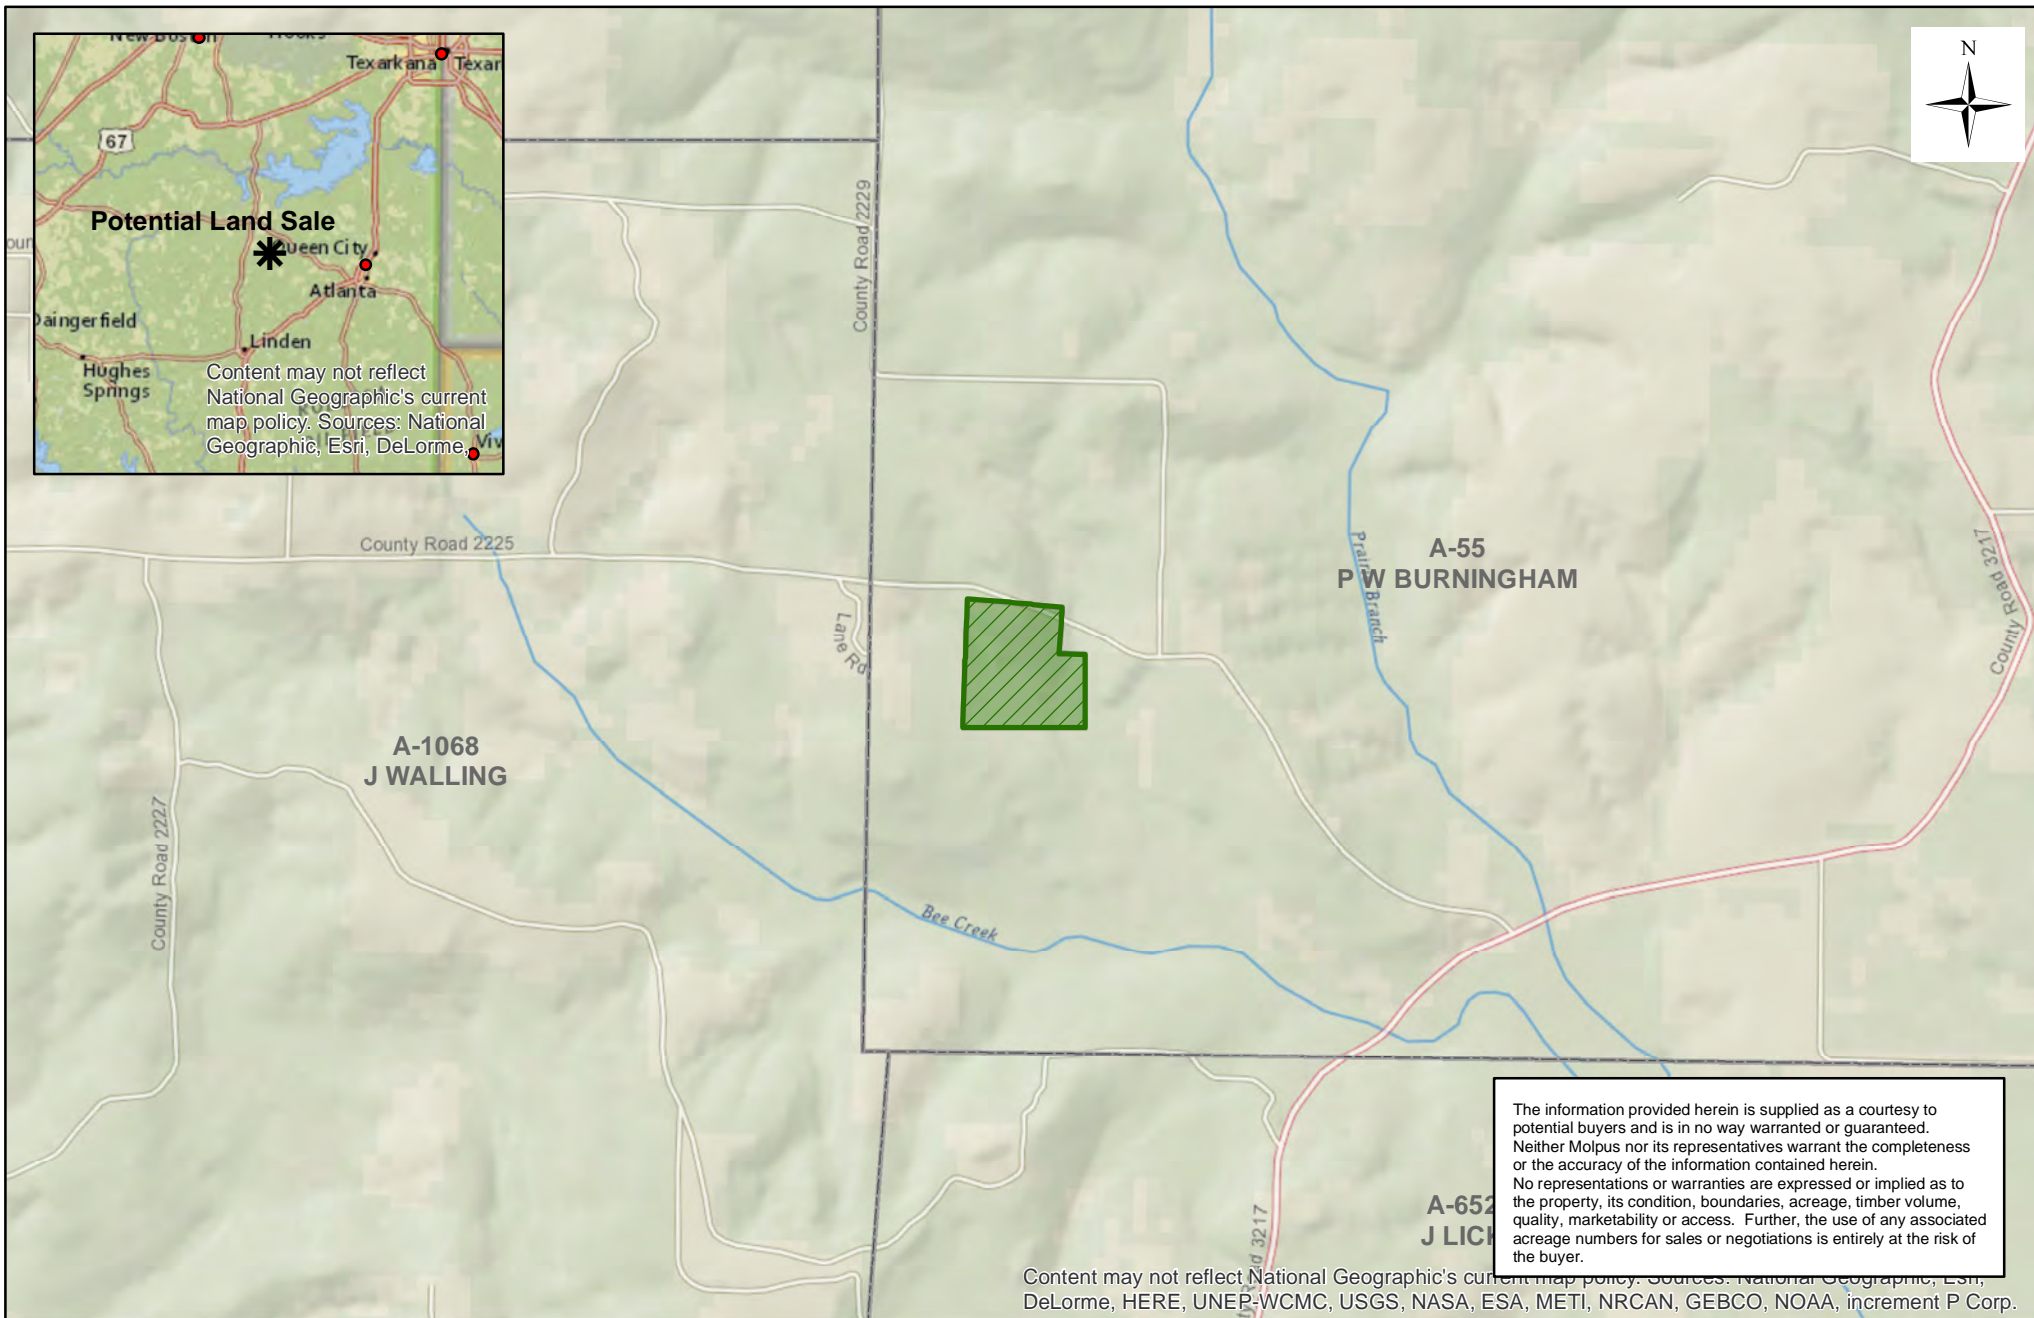 New Boston
Hooks
Texarkana
Texar
67
Potential Land Sale
Queen City
Atlanta
Daingerfield
Linden
Hughes
Springs
Content may not reflect
National Geographic's current
map policy. Sources: National
Geographic, Esri, DeLorme,
Viv
N
County Road 2229
County Road 2225
Lane Rd
A-55
P W BURNINGHAM
Prairie Branch
County Road 3217
A-1068
J WALLING
County Road 2227
Bee Creek
A-652
J LICK
ty Road 3217
The information provided herein is supplied as a courtesy to
potential buyers and is in no way warranted or guaranteed.
Neither Molpus nor its representatives warrant the completeness
or the accuracy of the information contained herein.
No representations or warranties are expressed or implied as to
the property, its condition, boundaries, acreage, timber volume,
quality, marketability or access. Further, the use of any associated
acreage numbers for sales or negotiations is entirely at the risk of
the buyer.
Content may not reflect National Geographic's current map policy. Sources: National Geographic, Esri,
DeLorme, HERE, UNEP-WCMC, USGS, NASA, ESA, METI, NRCAN, GEBCO, NOAA, increment P Corp.